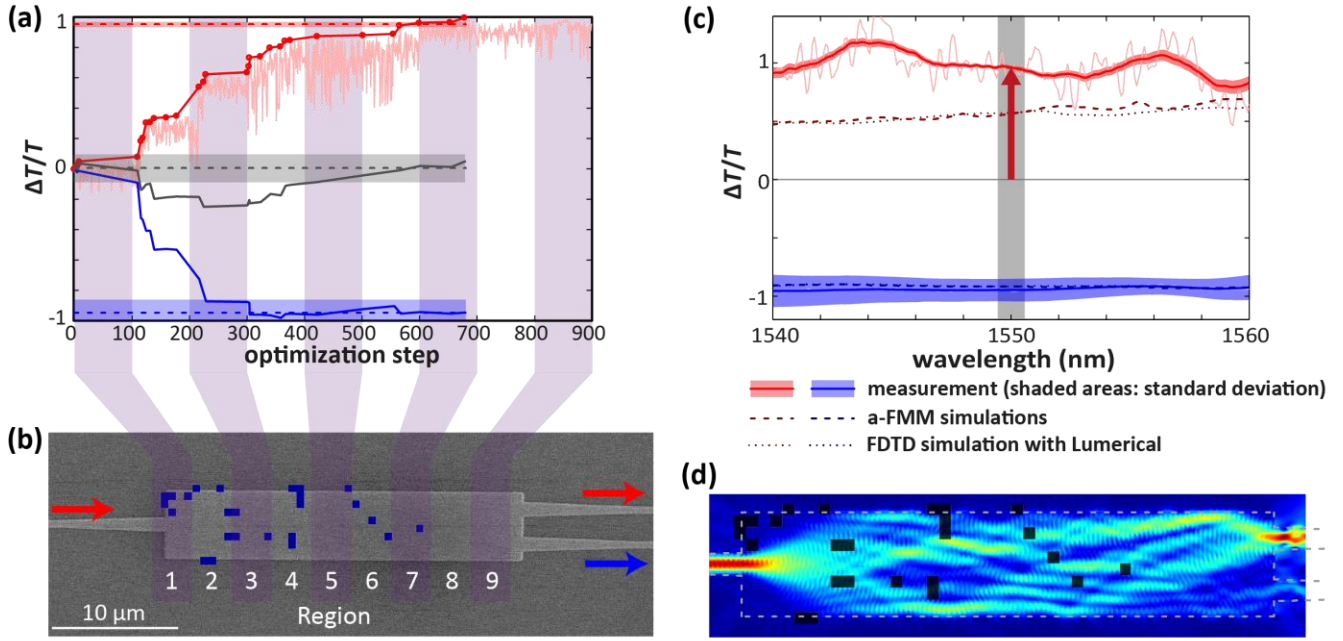 (a)
1
0
-1
ΔT/T
0 100 200 300 400 500 600 700 800 900
optimization step
(b)
1 2 3 4 5 6 7 8 9
10 µm
Region
(c)
1
0
-1
ΔT/T
1540 1550 1560
wavelength (nm)
measurement (shaded areas: standard deviation)
a-FMM simulations
FDTD simulation with Lumerical
(d)